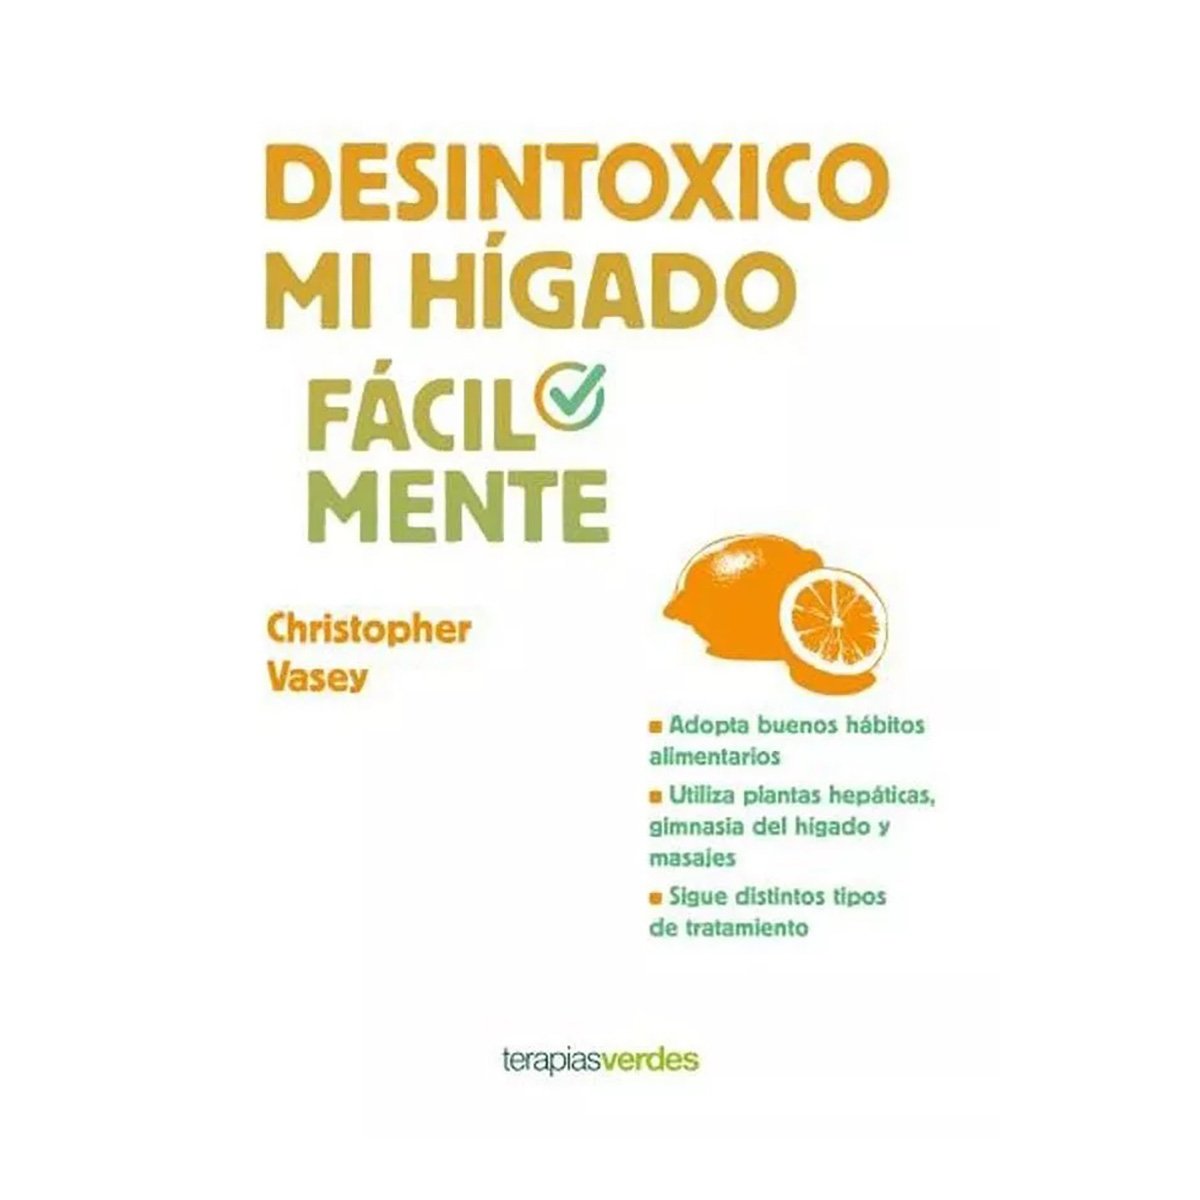 DESINTOXICO
MI HÍGADO
FÁCIL
MENTE
Christopher
Vasey
Adopta buenos hábitos
alimentarios
Utiliza plantas hepáticas,
gimnasia del hígado y
masajes
Sigue distintos tipos
de tratamiento
terapiasverdes